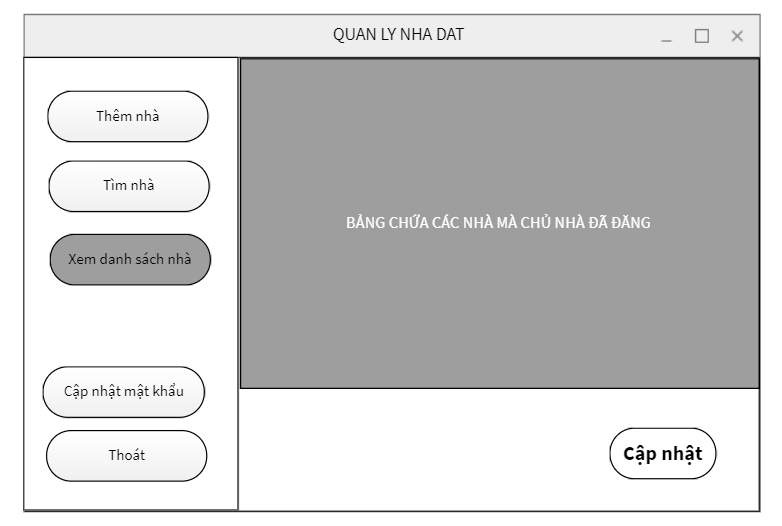 QUAN LY NHA DAT
Thêm nhà
Tìm nhà
Xem danh sách nhà
Cập nhật mật khẩu
Thoát
BẢNG CHỨA CÁC NHÀ MÀ CHỦ NHÀ ĐÃ ĐĂNG
Cập nhật